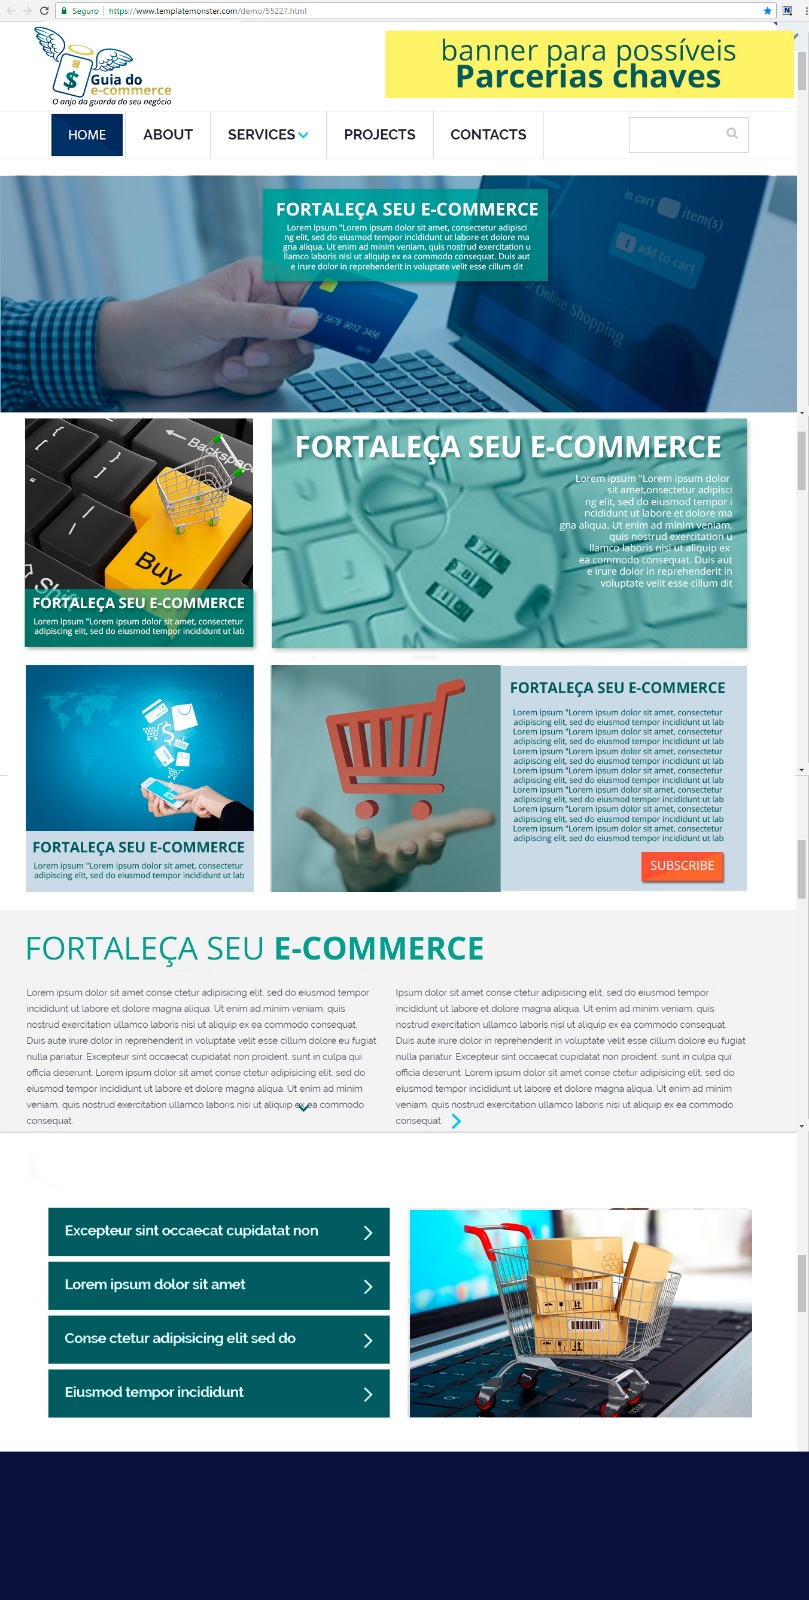 Seguro
https://www.templatemonster.com/demo/55227.html
Guia do
e-commerce
O anjo da guarda do seu negócio
banner para possíveis
Parcerias chaves
HOME
ABOUT
SERVICES
PROJECTS
CONTACTS
FORTALEÇA SEU E-COMMERCE
Lorem ipsum "Lorem ipsum dolor sit amet, consectetur adipisci
ng elit, sed do eiusmod tempor incididunt ut labore et dolore ma
gna aliqua. Ut enim ad minim veniam, quis nostrud exercitation u
llamco laboris nisi ut aliquip ex ea commodo consequat. Duis aut
e irure dolor in reprehenderit in voluptate velit esse cillum dit
in cart item(s)
1 add to cart
Online Shopping
5678 9012 3456
Backspac
Buy
Shift
FORTALEÇA SEU E-COMMERCE
Lorem ipsum "Lorem ipsum dolor sit amet, consectetur
adipiscing elit, sed do eiusmod tempor incididunt ut lab
FORTALEÇA SEU E-COMMERCE
Lorem ipsum "Lorem ipsum dolor
sit amet,onsectetur adipisci
ng elit, sed do eiusmod tempor i
ncididunt ut labore et dolore ma
gna aliqua. Ut enim ad minim veniam,
quis nostrud exercitation u
llamco laboris nisi ut aliquip ex
ea commodo consequat. Duis aut
e irure dolor in reprehenderit in
voluptate velit esse cillum dit
FORTALEÇA SEU E-COMMERCE
Lorem ipsum "Lorem ipsum dolor sit amet, consectetur
adipiscing elit, sed do eiusmod tempor incididunt ut lab
FORTALEÇA SEU E-COMMERCE
Lorem ipsum "Lorem ipsum dolor sit amet, consectetur
adipiscing elit, sed do eiusmod tempor incididunt ut lab
Lorem ipsum "Lorem ipsum dolor sit amet, consectetur
adipiscing elit, sed do eiusmod tempor incididunt ut lab
Lorem ipsum "Lorem ipsum dolor sit amet, consectetur
adipiscing elit, sed do eiusmod tempor incididunt ut lab
Lorem ipsum "Lorem ipsum dolor sit amet, consectetur
adipiscing elit, sed do eiusmod tempor incididunt ut lab
Lorem ipsum "Lorem ipsum dolor sit amet, consectetur
adipiscing elit, sed do eiusmod tempor incididunt ut lab
Lorem ipsum "Lorem ipsum dolor sit amet, consectetur
adipiscing elit, sed do eiusmod tempor incididunt ut lab
Lorem ipsum "Lorem ipsum dolor sit amet, consectetur
adipiscing elit, sed do eiusmod tempor incididunt ut lab
SUBSCRIBE
FORTALEÇA SEU E-COMMERCE
Lorem ipsum dolor sit amet conse ctetur adipisicing elit, sed do eiusmod tempor
incididunt ut labore et dolore magna aliqua. Ut enim ad minim veniam, quis
nostrud exercitation ullamco laboris nisi ut aliquip ex ea commodo consequat.
Duis aute irure dolor in reprehenderit in voluptate velit esse cillum dolore eu fugiat
nulla pariatur. Excepteur sint occaecat cupidatat non proident, sunt in culpa qui
officia deserunt. Lorem ipsum dolor sit amet conse ctetur adipisicing elit, sed do
eiusmod tempor incididunt ut labore et dolore magna aliqua. Ut enim ad minim
veniam, quis nostrud exercitation ullamco laboris nisi ut aliquip ex ea commodo
consequat.
Ipsum dolor sit amet conse ctetur adipisicing elit, sed do eiusmod tempor
incididunt ut labore et dolore magna aliqua. Ut enim ad minim veniam, quis
nostrud exercitation ullamco laboris nisi ut aliquip ex ea commodo consequat.
Duis aute irure dolor in reprehenderit in voluptate velit esse cillum dolore eu fugiat
nulla pariatur. Excepteur sint occaecat cupidatat non proident, sunt in culpa qui
officia deserunt. Lorem ipsum dolor sit amet conse ctetur adipisicing elit, sed do
eiusmod tempor incididunt ut labore et dolore magna aliqua. Ut enim ad minim
veniam, quis nostrud exercitation ullamco laboris nisi ut aliquip ex ea commodo
consequat.
Excepteur sint occaecat cupidatat non
Lorem ipsum dolor sit amet
Conse ctetur adipisicing elit sed do
Eiusmod tempor incididunt